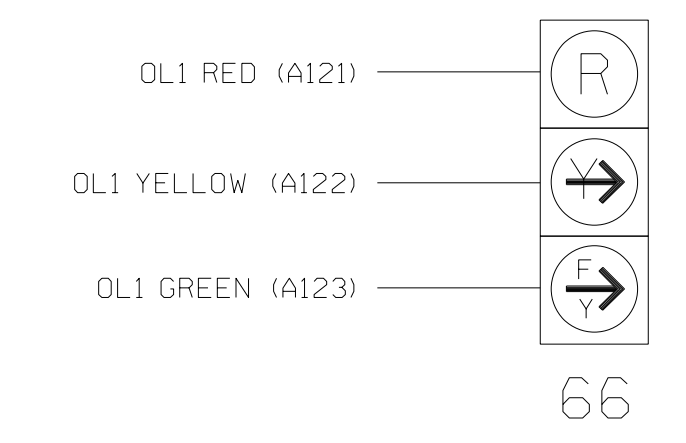 OL1 RED (A121)
R
OL1 YELLOW (A122)
Y
OL1 GREEN (A123)
F
Y
66